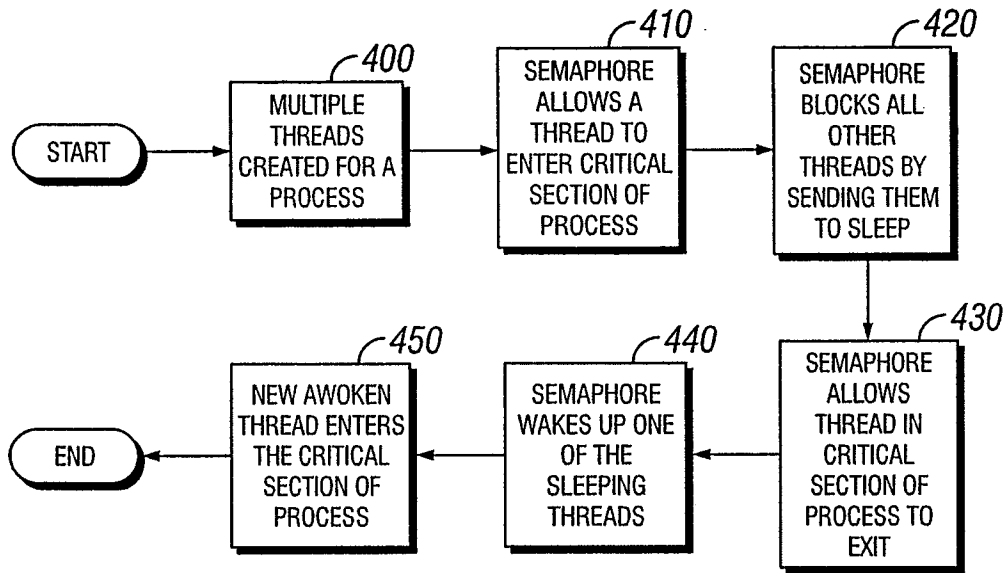 START
400
MULTIPLE
THREADS
CREATED FOR A
PROCESS
410
SEMAPHORE
ALLOWS A
THREAD TO
ENTER CRITICAL
SECTION OF
PROCESS
420
SEMAPHORE
BLOCKS ALL
OTHER
THREADS BY
SENDING THEM
TO SLEEP
430
SEMAPHORE
ALLOWS
THREAD IN
CRITICAL
SECTION OF
PROCESS TO
EXIT
440
SEMAPHORE
WAKES UP ONE
OF THE
SLEEPING
THREADS
450
NEW AWOKEN
THREAD ENTERS
THE CRITICAL
SECTION OF
PROCESS
END